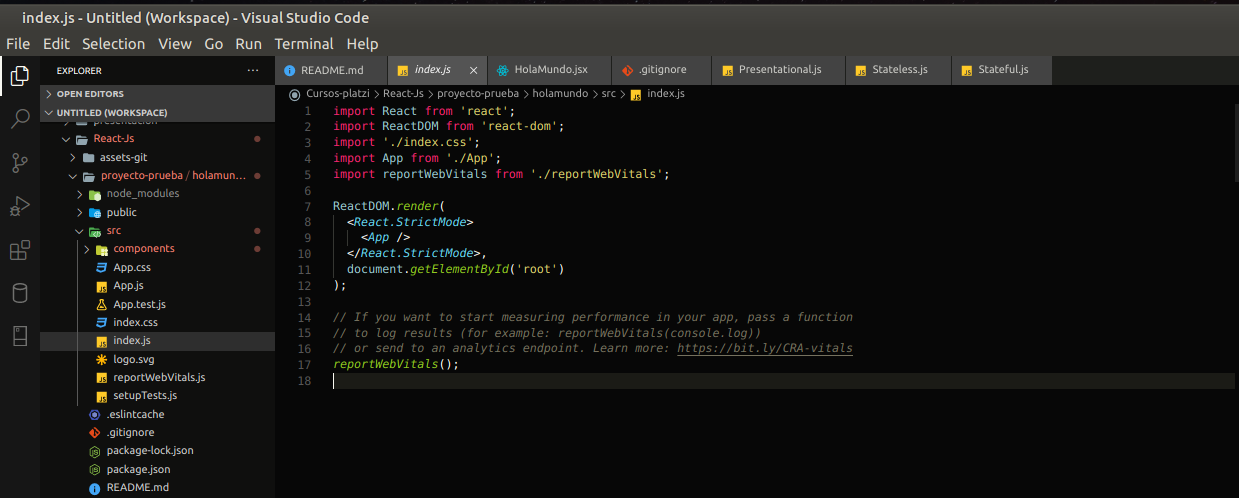 index.js - Untitled (Workspace) - Visual Studio Code
File Edit Selection View Go Run Terminal Help
EXPLORER ···
OPEN EDITORS
UNTITLED (WORKSPACE)
presentation
React-Js
assets-git
proyecto-prueba / holamun...
node_modules
public
src
components
App.css
App.js
App.test.js
index.css
index.js
logo.svg
reportWebVitals.js
setupTests.js
.eslintcache
.gitignore
package-lock.json
package.json
README.md
README.md index.js HolaMundo.jsx .gitignore Presentational.js Stateless.js Stateful.js
Cursos-platzi > React-Js > proyecto-prueba > holamundo > src > index.js
1 import React from 'react';
2 import ReactDOM from 'react-dom';
3 import './index.css';
4 import App from './App';
5 import reportWebVitals from './reportWebVitals';
6
7 ReactDOM.render(
8 <React.StrictMode>
9 <App />
10 </React.StrictMode>,
11 document.getElementById('root')
12 );
13
14 // If you want to start measuring performance in your app, pass a function
15 // to log results (for example: reportWebVitals(console.log))
16 // or send to an analytics endpoint. Learn more: https://bit.ly/CRA-vitals
17 reportWebVitals();
18